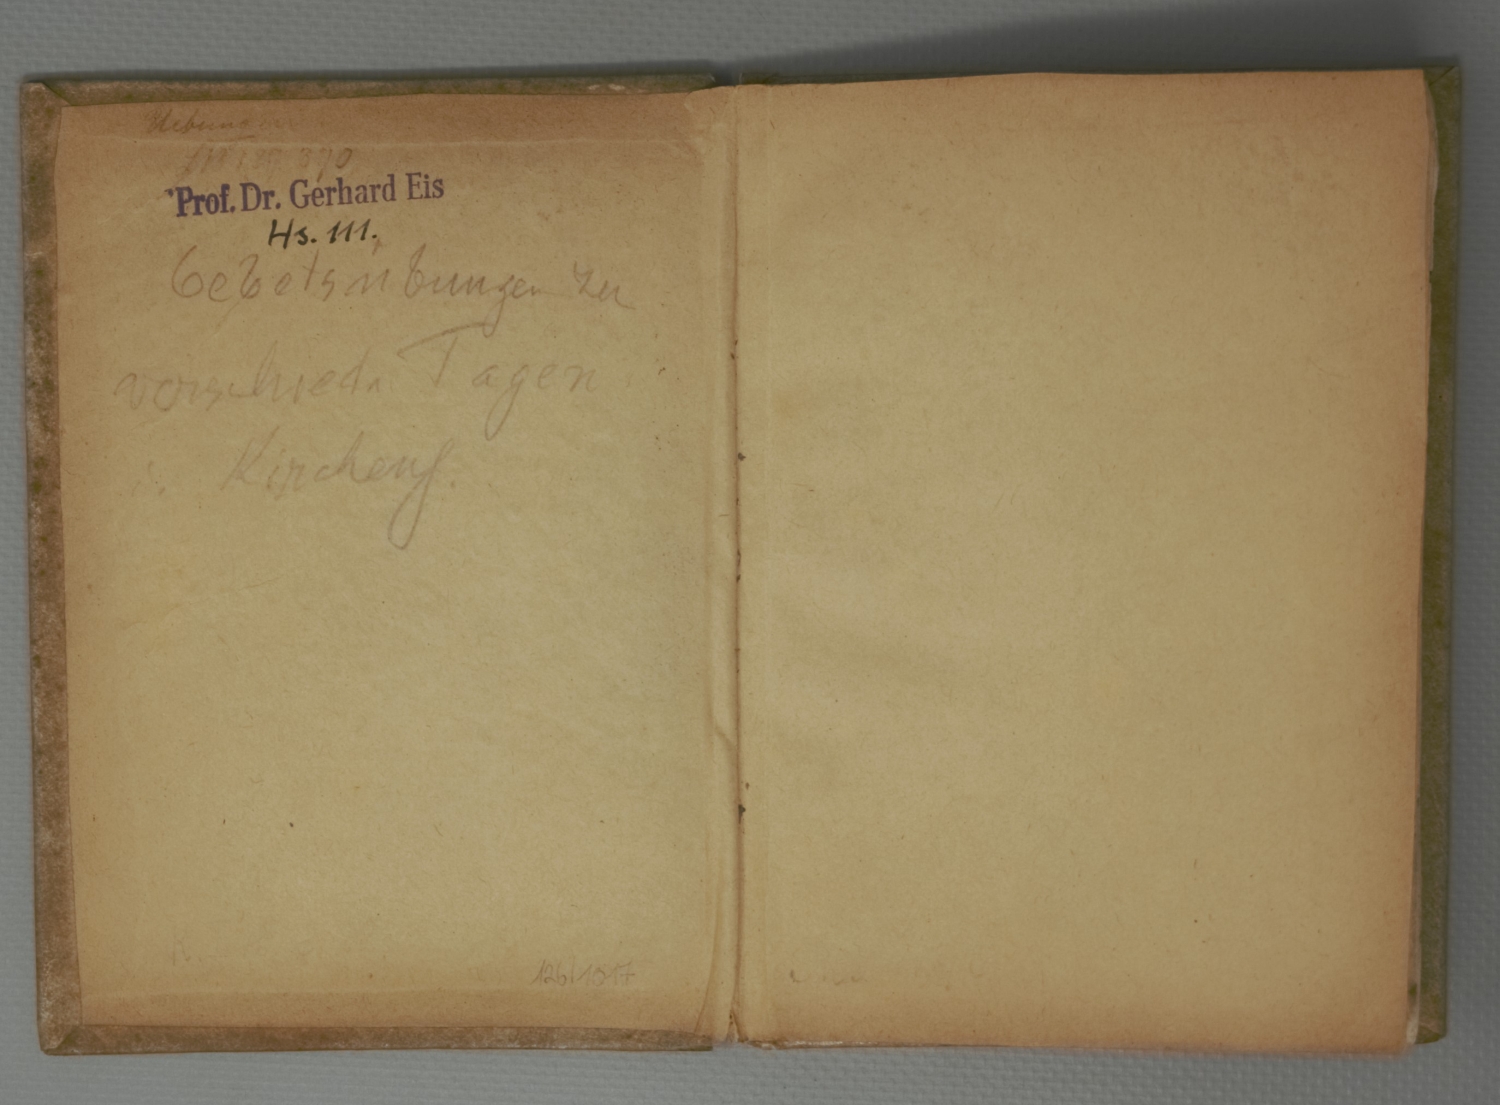 Prof. Dr. Gerhard Eis
Hs. 111.
Gebetsübungen zu
verschied. Tagen
i. Kirchenj.
126/1017